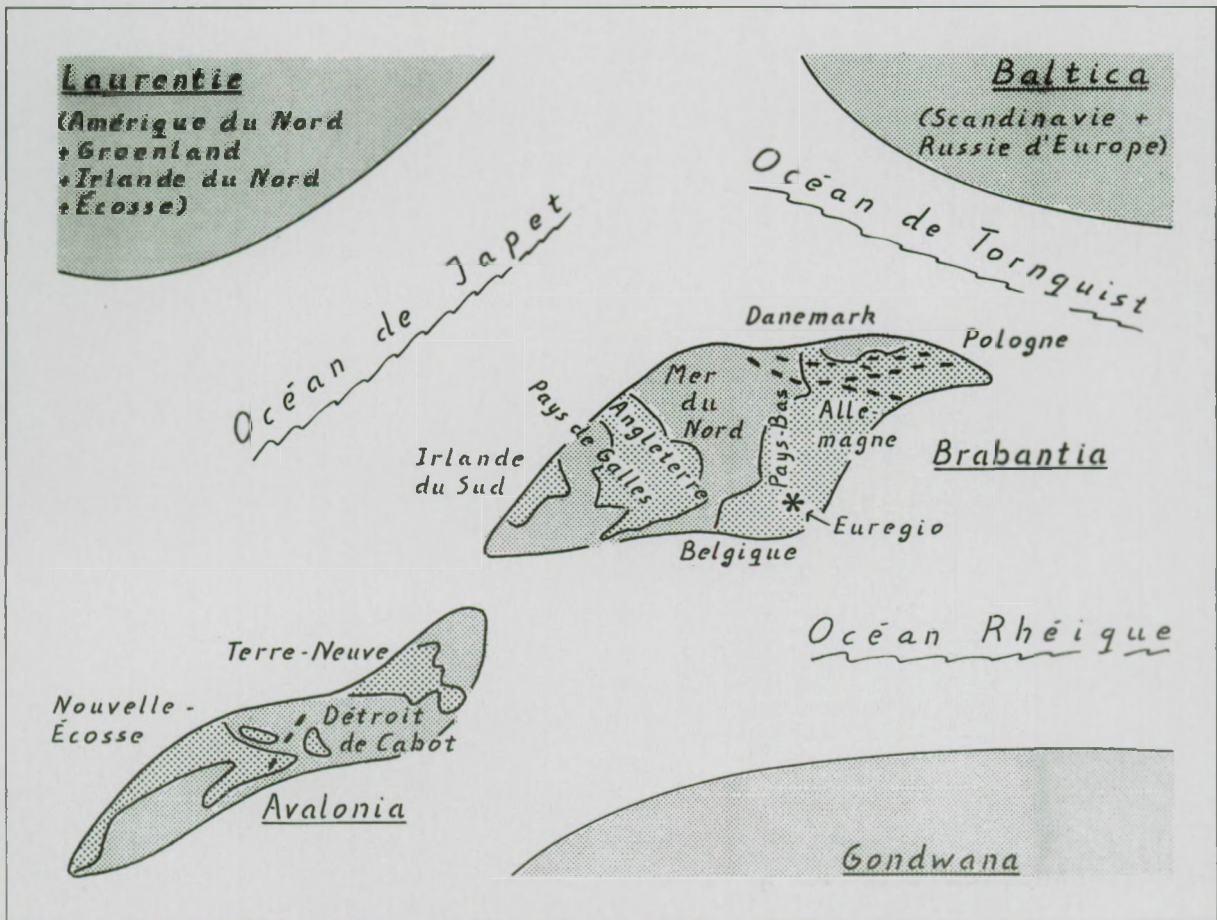 Laurentie
(Amérique du Nord
+ Groenland
+ Irlande du Nord
+ Écosse)
Baltica
(Scandinavie +
Russie d'Europe)
Océan de Japet
Océan de Tornquist
Danemark
Pologne
Mer
du
Nord
Pays-Bas
Alle-
magne
Pays de
Galles
Angleterre
Irlande
du Sud
Brabantia
Euregio
Belgique
Océan Rhéique
Terre-Neuve
Nouvelle-
Écosse
Détroit
de Cabot
Avalonia
Gondwana